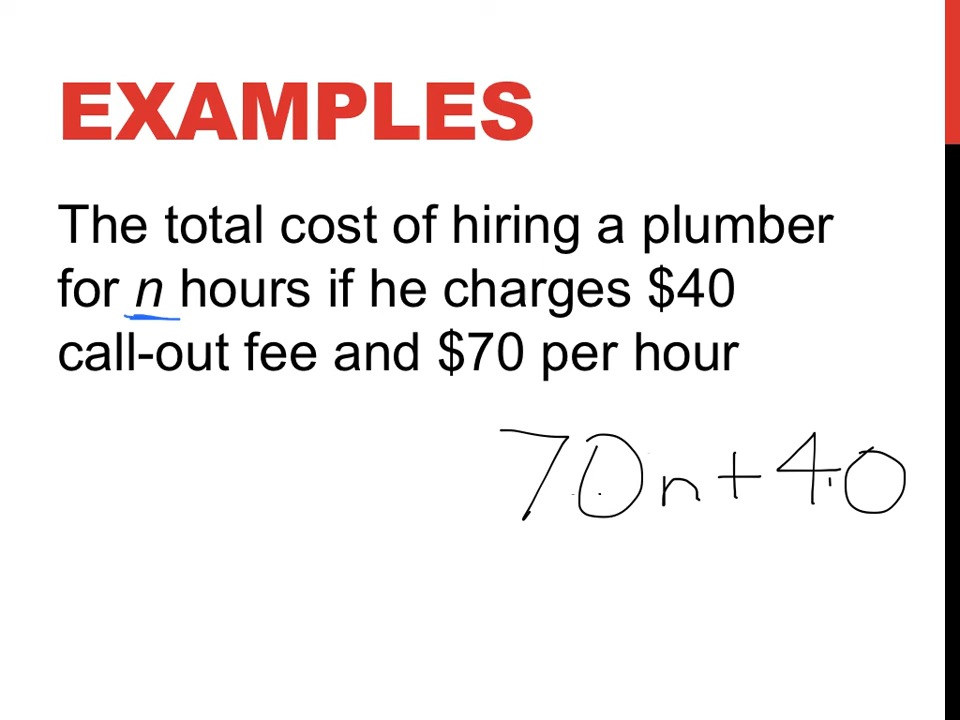 EXAMPLES
The total cost of hiring a plumber
for n hours if he charges $40
call-out fee and $70 per hour
70n+40